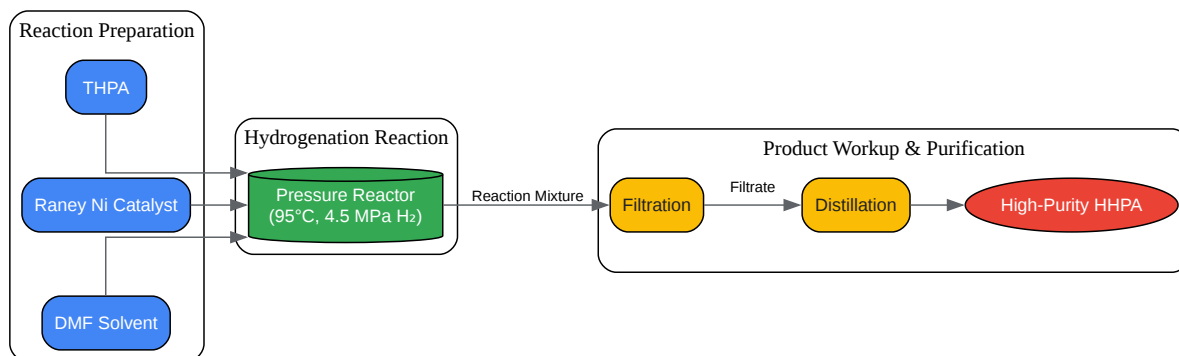 Reaction Preparation
THPA
Raney Ni Catalyst
DMF Solvent
Hydrogenation Reaction
Pressure Reactor
(95°C, 4.5 MPa H₂)
Reaction Mixture
Product Workup & Purification
Filtration
Filtrate
Distillation
High-Purity HHPA